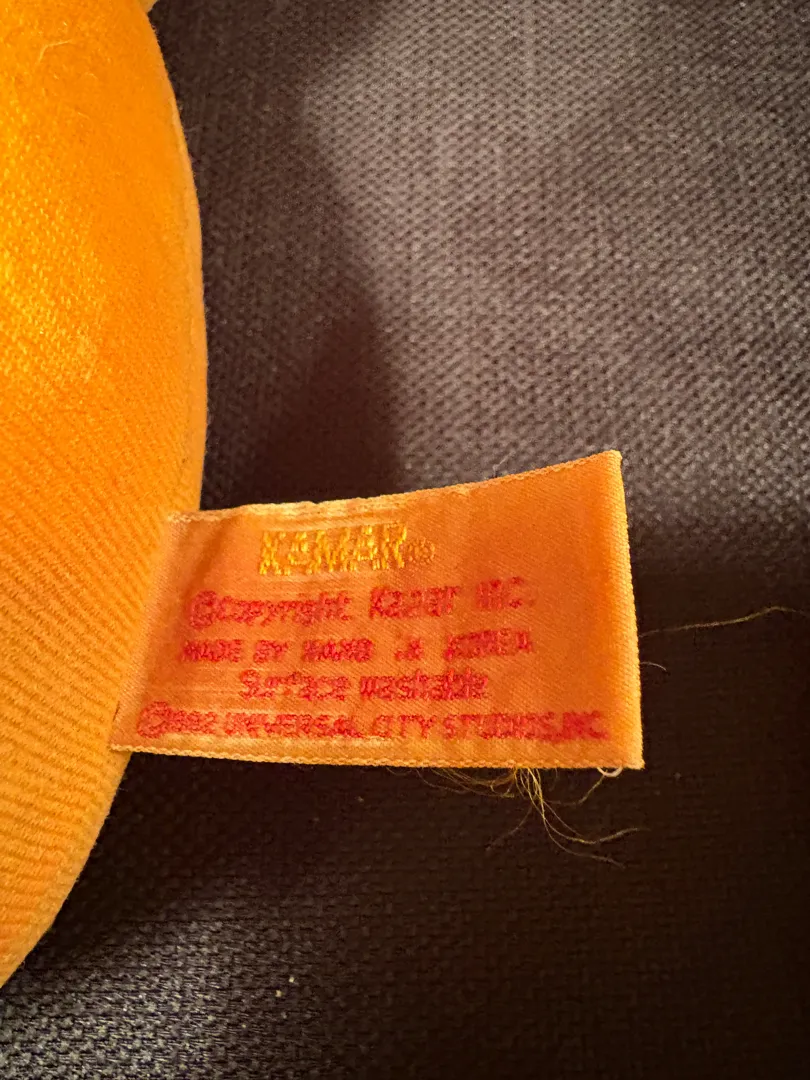 KAMAR®
©Copyright. Kamar INC.
MADE BY HAND IN KOREA
Surface washable
©1982 UNIVERSAL CITY STUDIOS, INC.